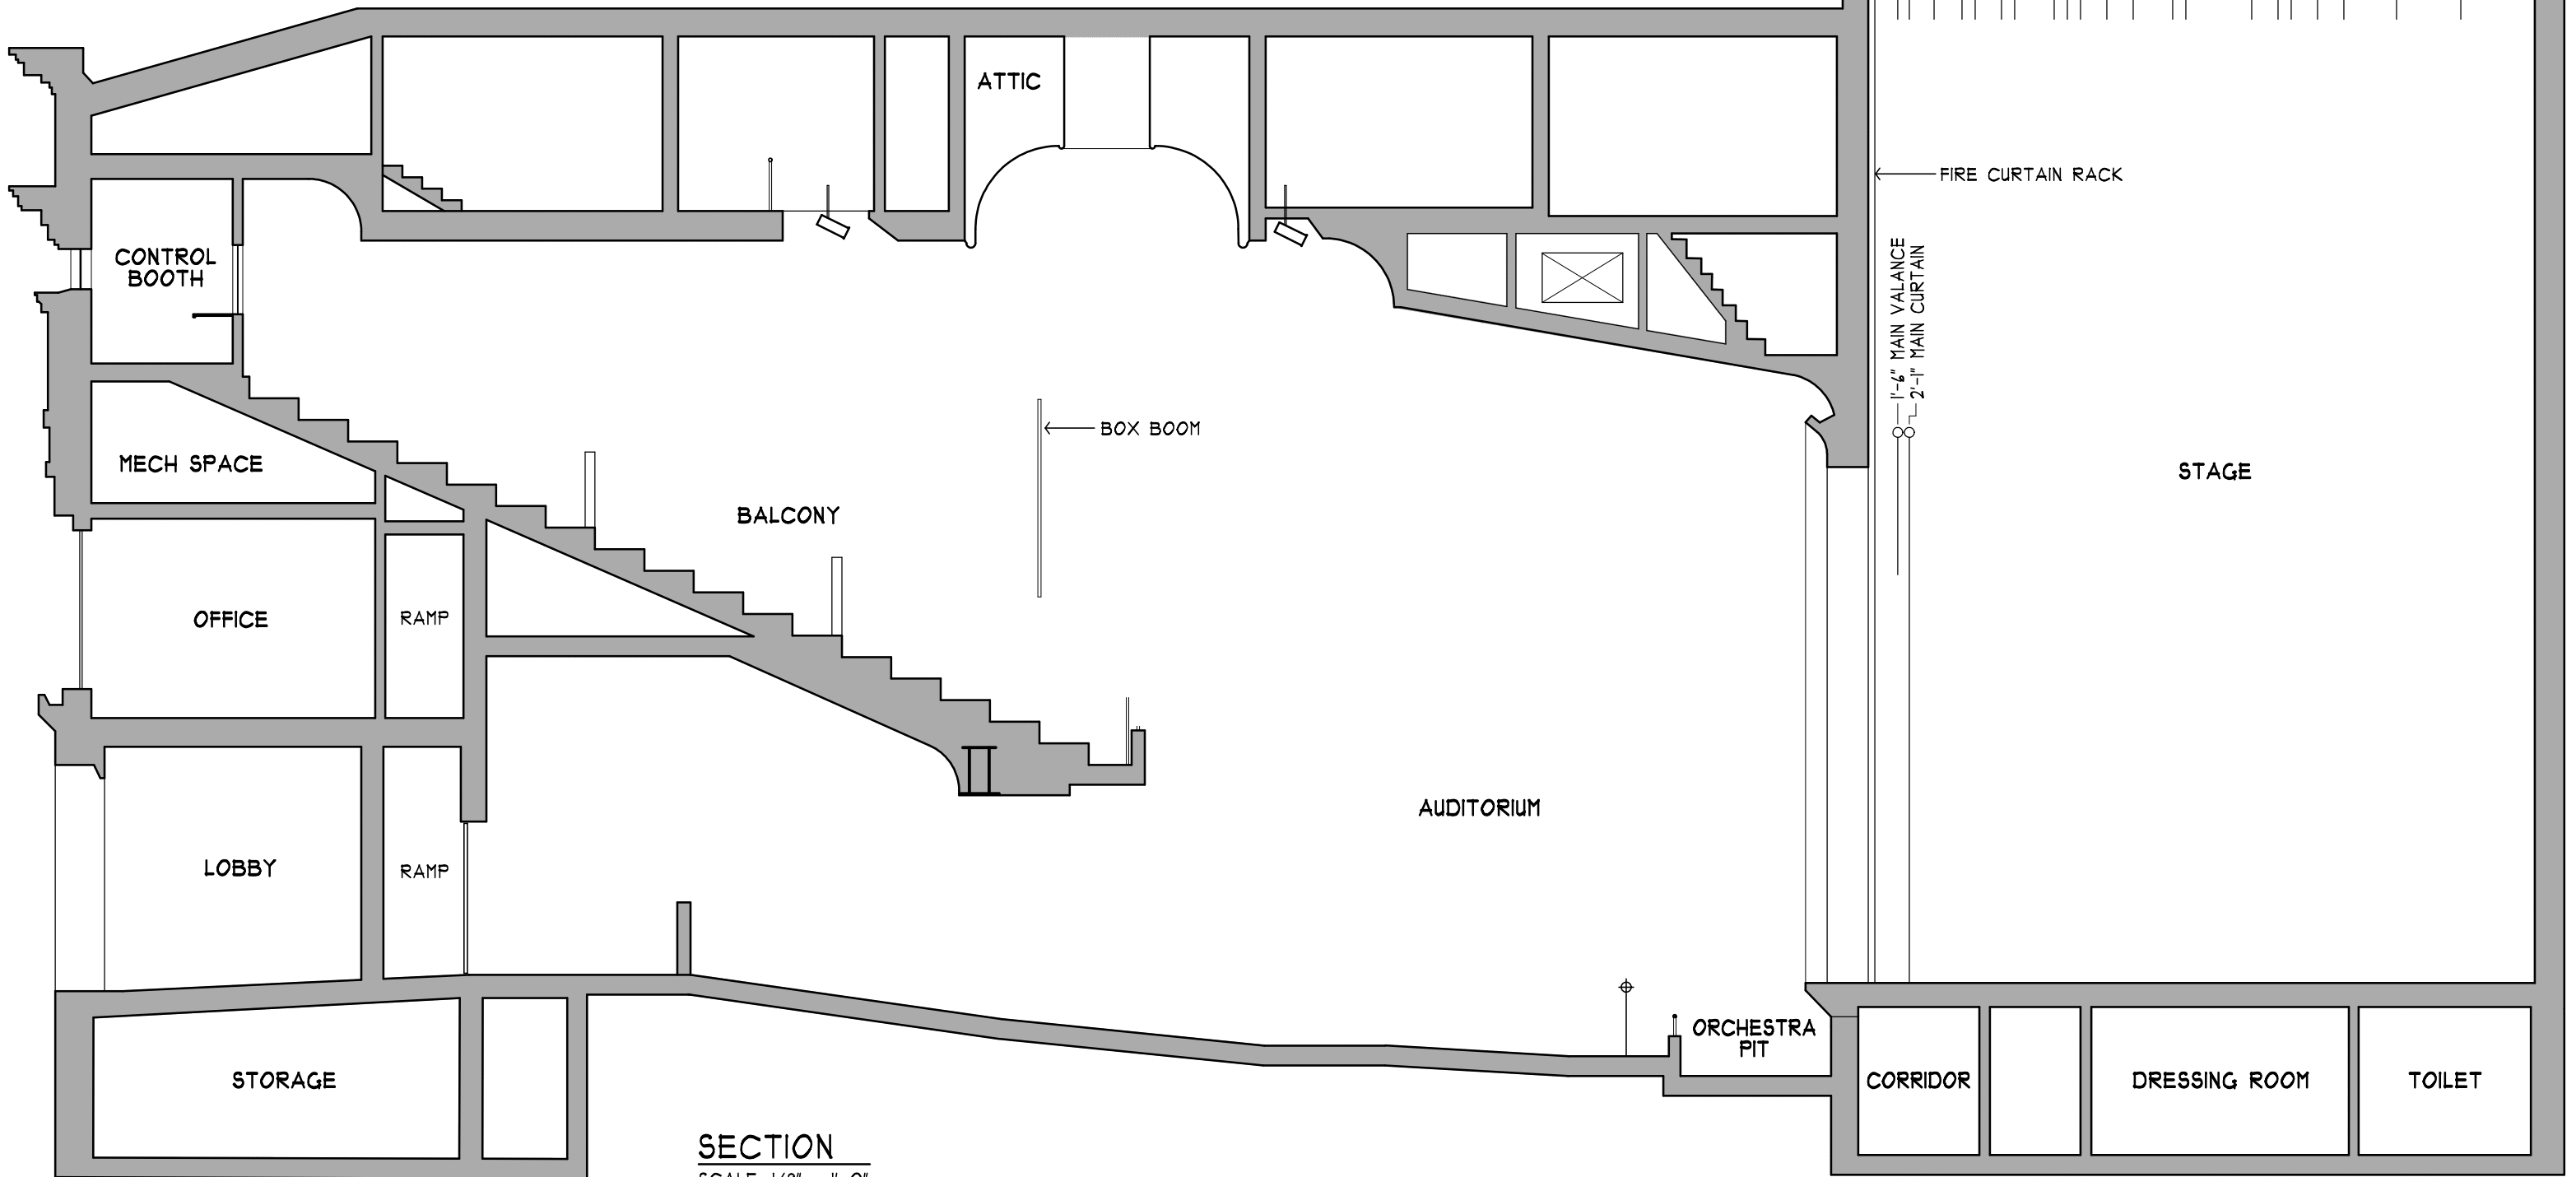 ATTIC
FIRE CURTAIN RACK
CONTROL
BOOTH
1'-6" MAIN VALANCE
2'-1" MAIN CURTAIN
BOX BOOM
MECH SPACE
STAGE
BALCONY
OFFICE
RAMP
AUDITORIUM
LOBBY
RAMP
ORCHESTRA
PIT
STORAGE
CORRIDOR
DRESSING ROOM
TOILET
SECTION
SCALE